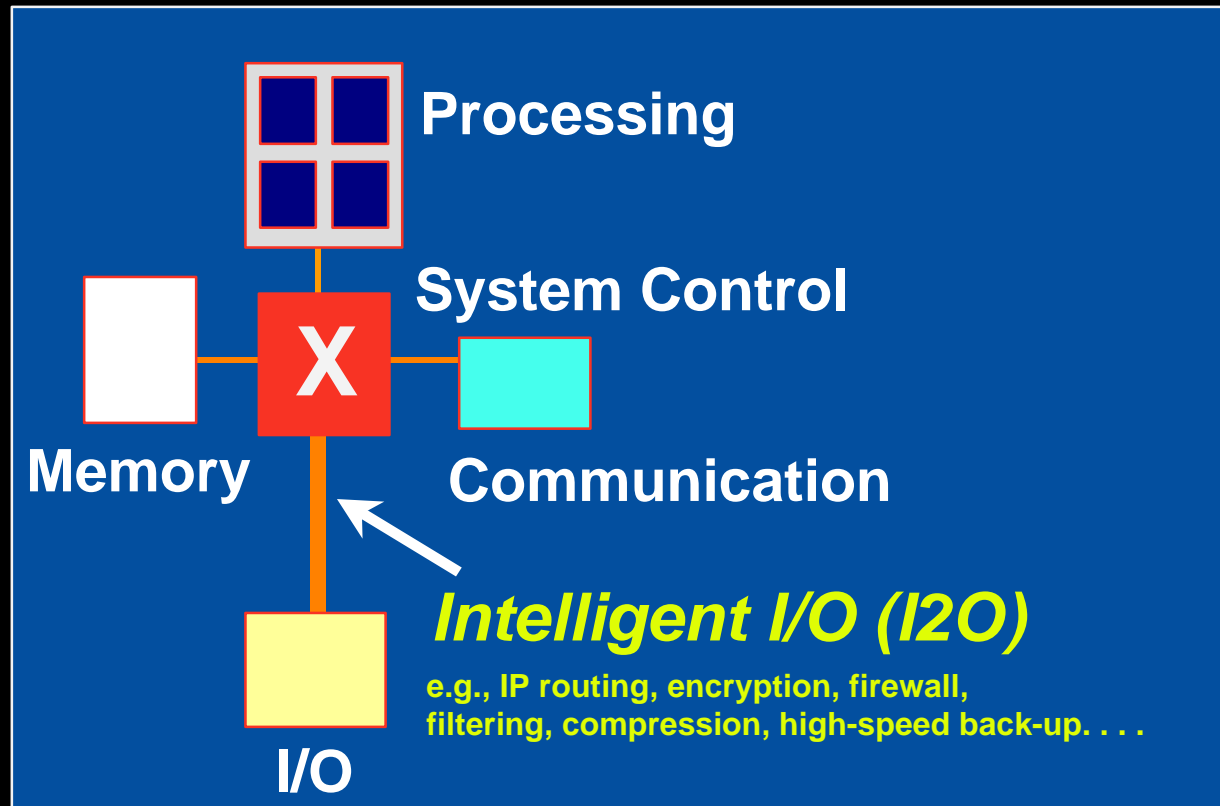 Processing
System Control
X
Memory
Communication
Intelligent I/O (I2O)
e.g., IP routing, encryption, firewall,
filtering, compression, high-speed back-up. . . .
I/O